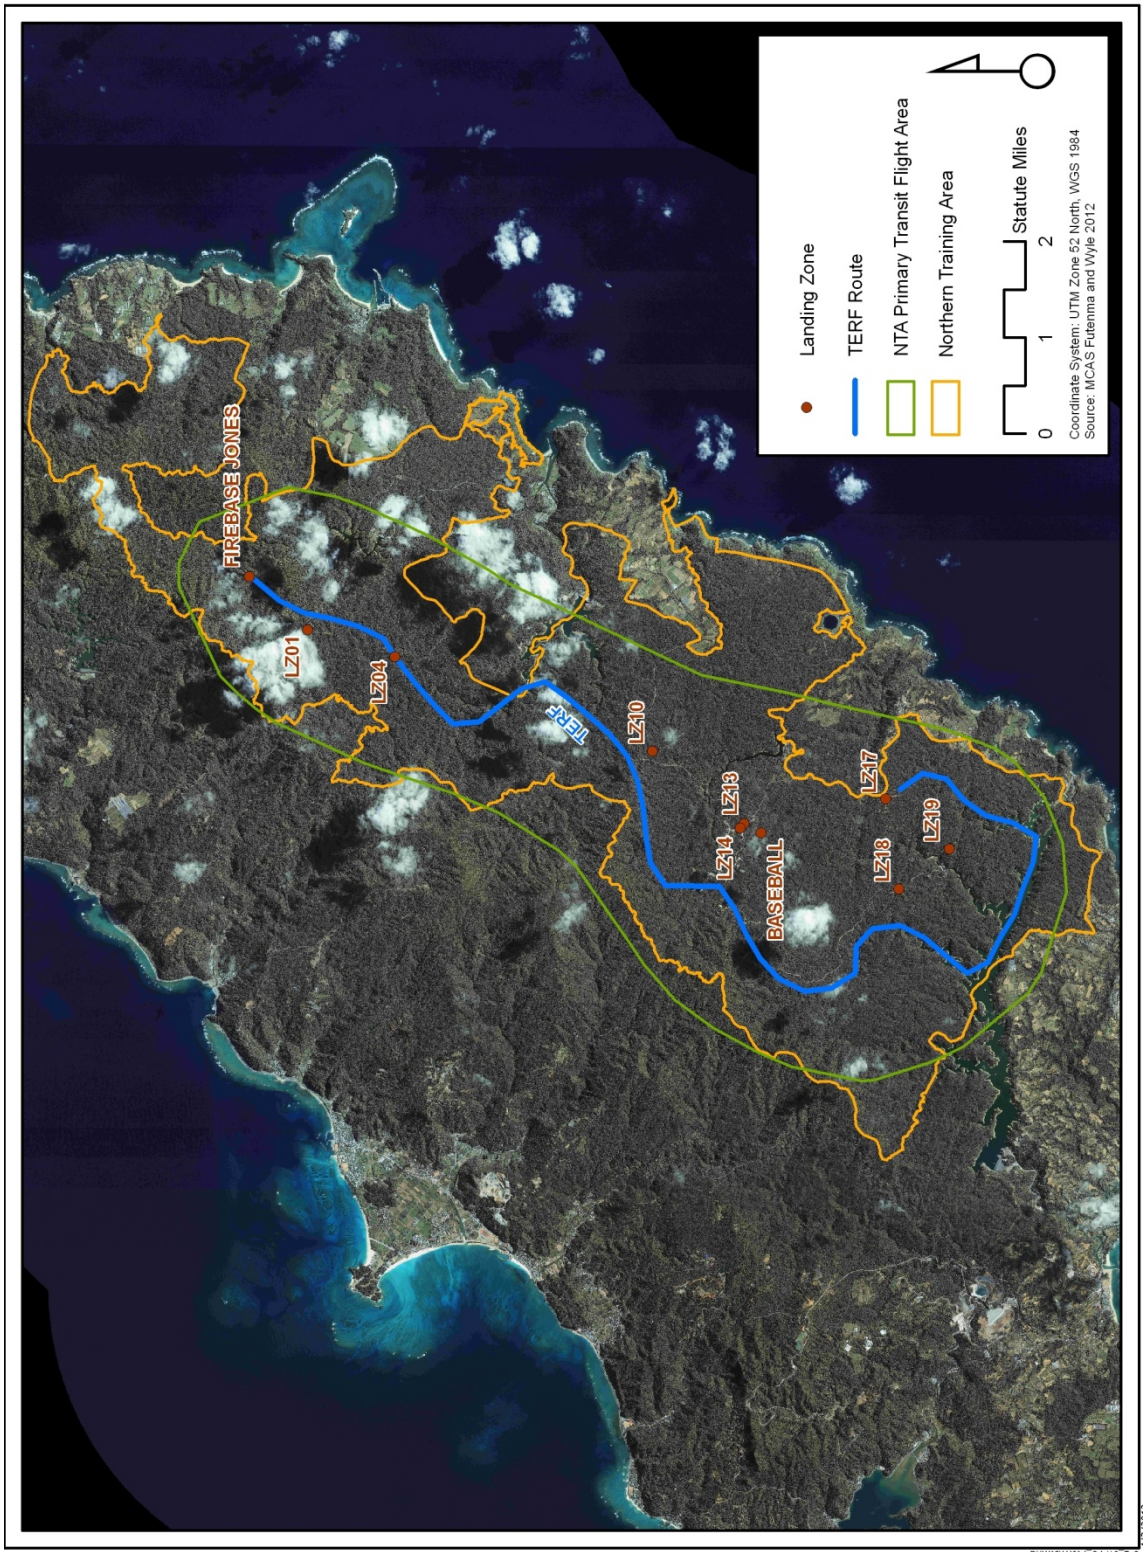 FIREBASE JONES
LZ01
LZ04
TERF
LZ10
LZ13
LZ14
BASEBALL
LZ17
LZ18
LZ19
Landing Zone
TERF Route
NTA Primary Transit Flight Area
Northern Training Area
Statute Miles
0 1 2
Coordinate System: UTM Zone 52 North, WGS 1984
Source: MCAS Futenma and Wyle 2012